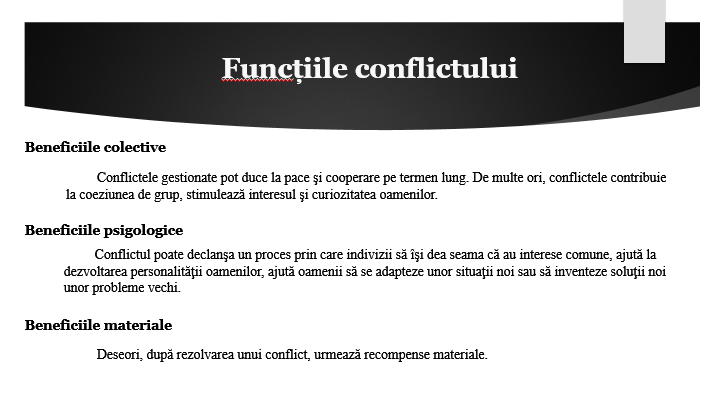 Funcțiile conflictului
Beneficiile colective
Conflictele gestionate pot duce la pace şi cooperare pe termen lung. De multe ori, conflictele contribuie
la coeziunea de grup, stimulează interesul şi curiozitatea oamenilor.
Beneficiile psigologice
Conflictul poate declanşa un proces prin care indivizii să îşi dea seama că au interese comune, ajută la
dezvoltarea personalităţii oamenilor, ajută oamenii să se adapteze unor situaţii noi sau să inventeze soluţii noi
unor probleme vechi.
Beneficiile materiale
Deseori, după rezolvarea unui conflict, urmează recompense materiale.